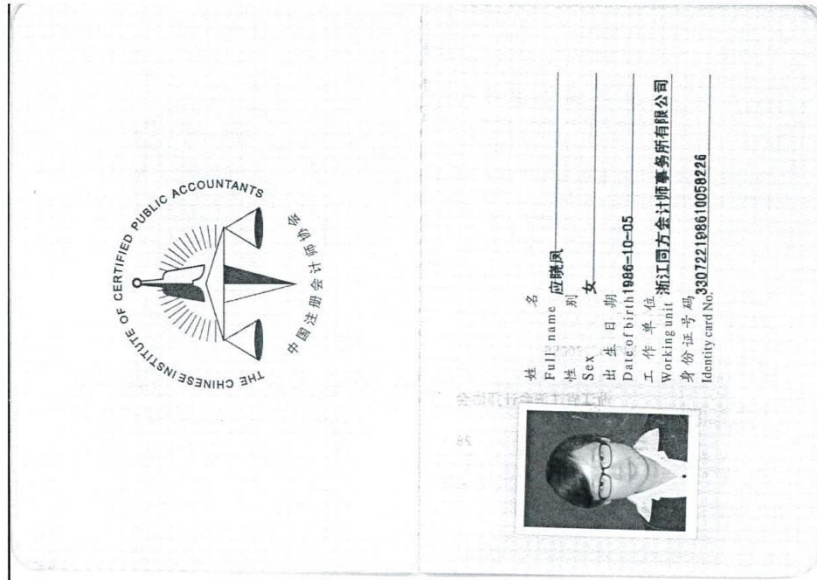 THE CHINESE INSTITUTE OF CERTIFIED PUBLIC ACCOUNTANTS
中国注册会计师协会
姓 名 应晓凤
Full name
性 别 女
Sex
出 生 日 期 1986-10-05
Date of birth
工 作 单 位 浙江同方会计师事务所有限公司
Working unit
身 份 证 号 码 330722198610058226
Identity card No.